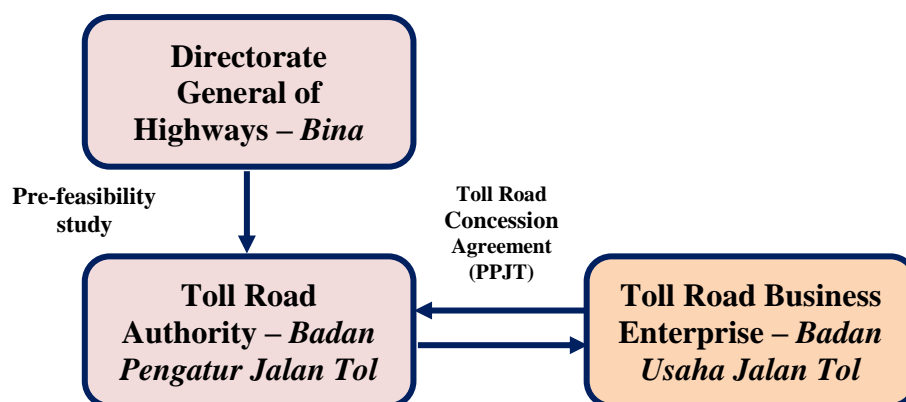 Directorate
General of
Highways – Bina
Pre-feasibility
study
Toll Road
Concession
Agreement
(PPJT)
Toll Road
Authority – Badan
Pengatur Jalan Tol
Toll Road Business
Enterprise – Badan
Usaha Jalan Tol